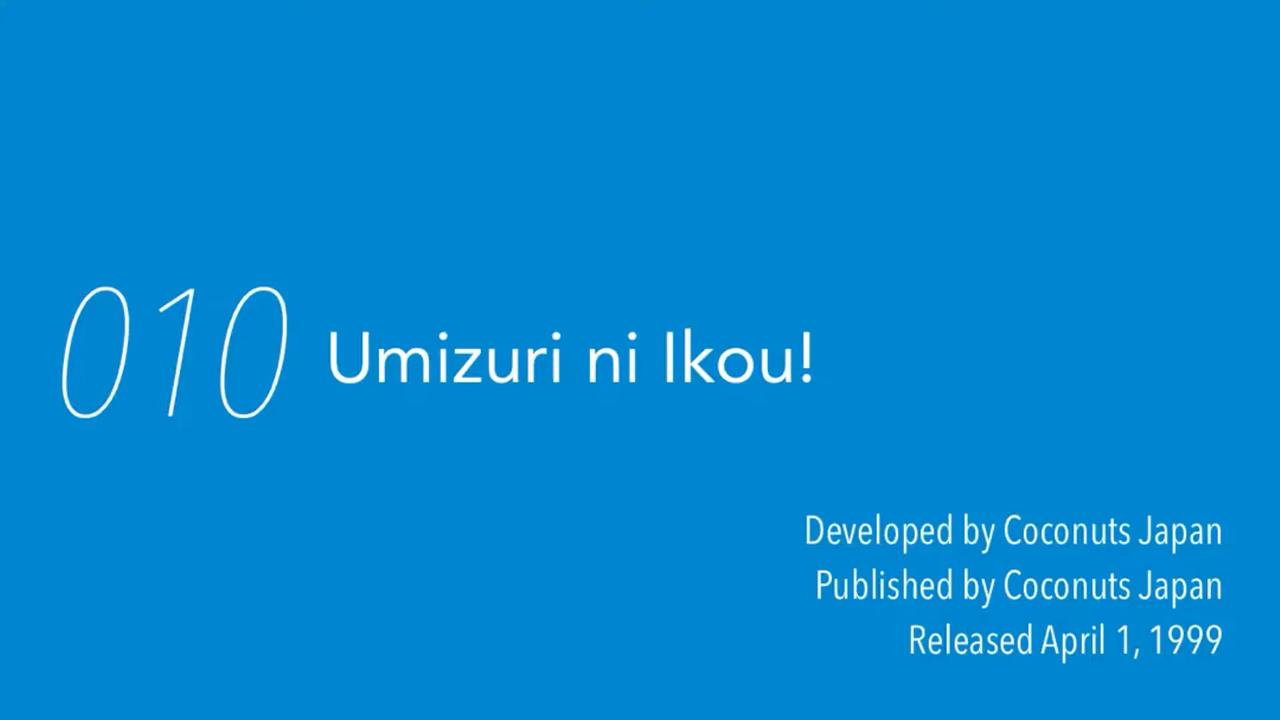 010 Umizuri ni Ikou!
Developed by Coconuts Japan
Published by Coconuts Japan
Released April 1, 1999